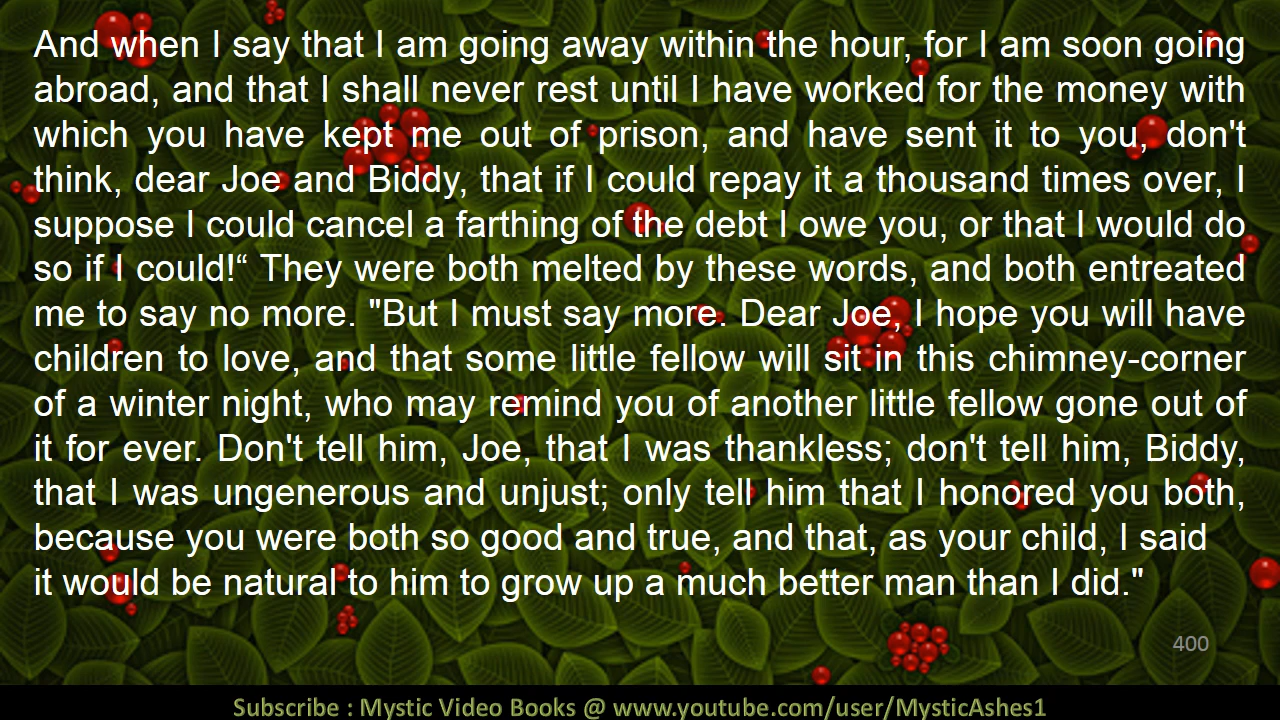 And when I say that I am going away within the hour, for I am soon going
abroad, and that I shall never rest until I have worked for the money with
which you have kept me out of prison, and have sent it to you, don't
think, dear Joe and Biddy, that if I could repay it a thousand times over, I
suppose I could cancel a farthing of the debt I owe you, or that I would do
so if I could!“ They were both melted by these words, and both entreated
me to say no more. "But I must say more. Dear Joe, I hope you will have
children to love, and that some little fellow will sit in this chimney-corner
of a winter night, who may remind you of another little fellow gone out of
it for ever. Don't tell him, Joe, that I was thankless; don't tell him, Biddy,
that I was ungenerous and unjust; only tell him that I honored you both,
because you were both so good and true, and that, as your child, I said
it would be natural to him to grow up a much better man than I did."
400
Subscribe : Mystic Video Books @ www.youtube.com/user/MysticAshes1